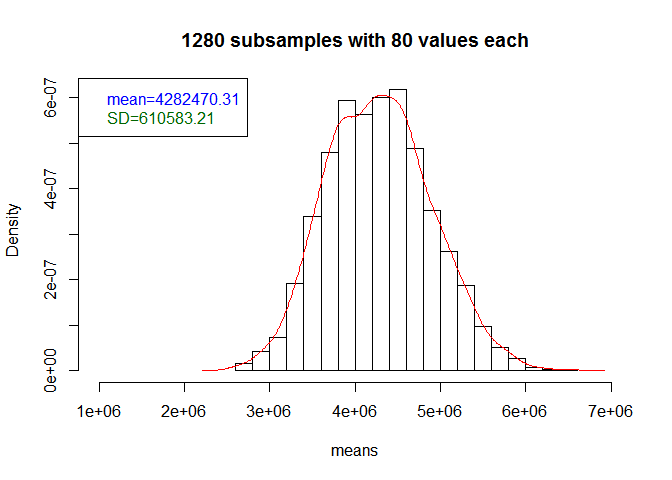 1280 subsamples with 80 values each
mean=4282470.31
SD=610583.21
Density
6e-07
4e-07
2e-07
0e+00
1e+06 2e+06 3e+06 4e+06 5e+06 6e+06 7e+06
means